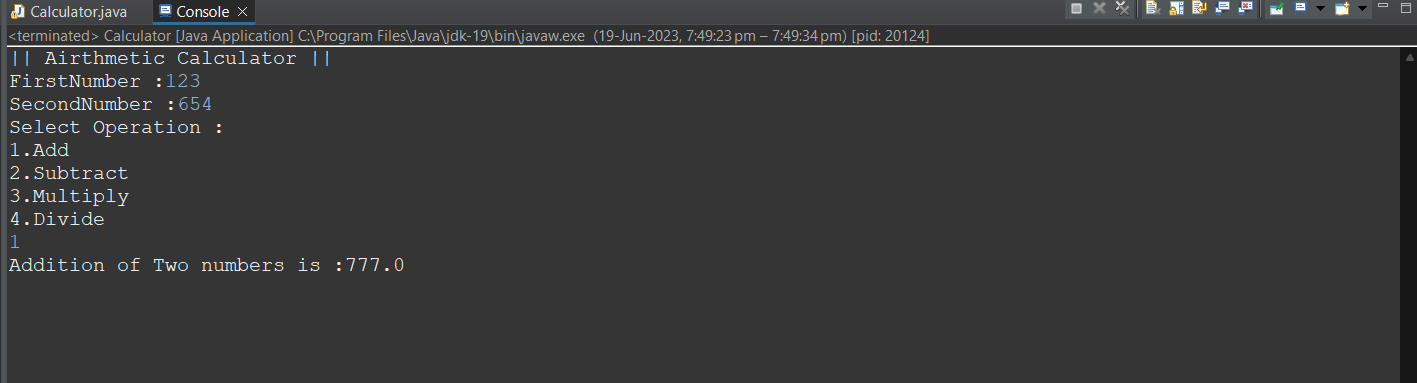 Calculator.java Console
<terminated> Calculator [Java Application] C:\Program Files\Java\jdk-19\bin\javaw.exe (19-Jun-2023, 7:49:23 pm – 7:49:34 pm) [pid: 20124]
|| Airthmetic Calculator ||
FirstNumber :123
SecondNumber :654
Select Operation :
1.Add
2.Subtract
3.Multiply
4.Divide
1
Addition of Two numbers is :777.0